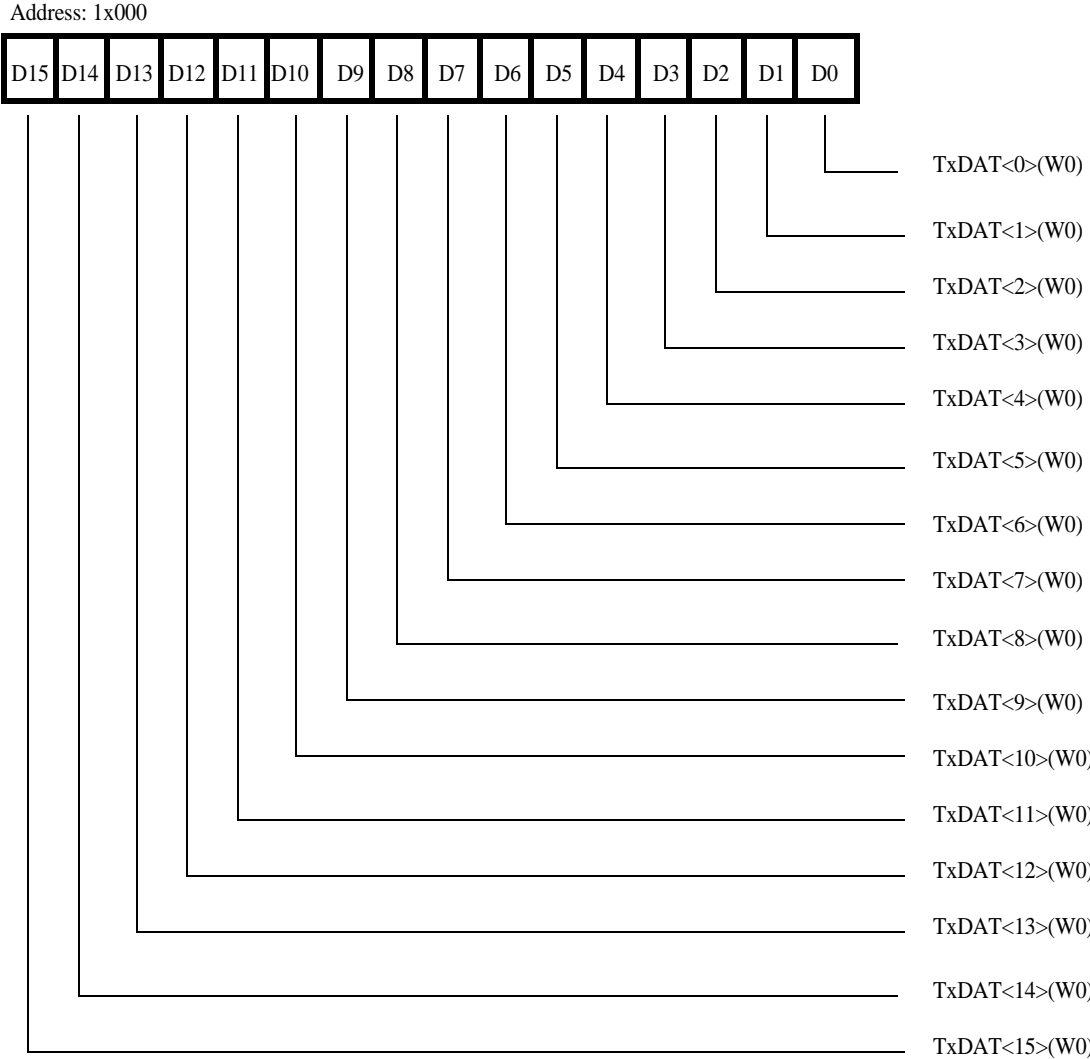 Address: 1x000
D15 D14 D13 D12 D11 D10 D9 D8 D7 D6 D5 D4 D3 D2 D1 D0
TxDAT<0>(W0)
TxDAT<1>(W0)
TxDAT<2>(W0)
TxDAT<3>(W0)
TxDAT<4>(W0)
TxDAT<5>(W0)
TxDAT<6>(W0)
TxDAT<7>(W0)
TxDAT<8>(W0)
TxDAT<9>(W0)
TxDAT<10>(W0)
TxDAT<11>(W0)
TxDAT<12>(W0)
TxDAT<13>(W0)
TxDAT<14>(W0)
TxDAT<15>(W0)